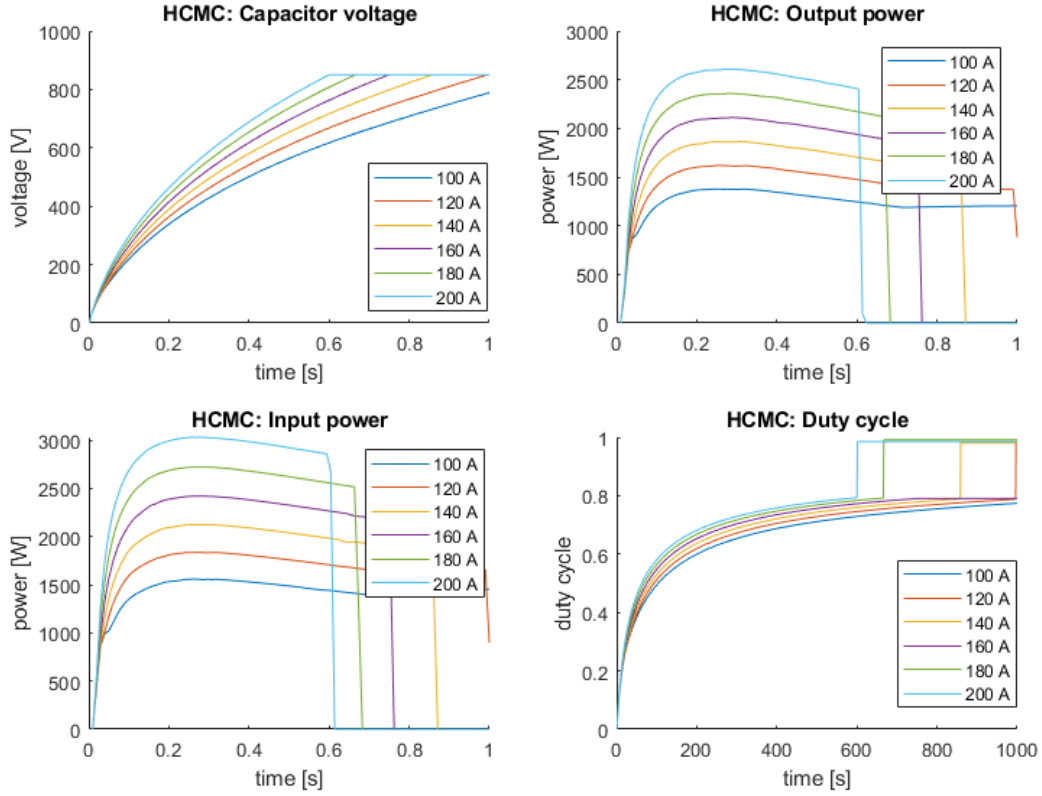 HCMC: Capacitor voltage
1000
800
600
400
200
0
voltage [V]
0 0.2 0.4 0.6 0.8 1
time [s]
100 A
120 A
140 A
160 A
180 A
200 A
HCMC: Output power
3000
2500
2000
1500
1000
500
0
power [W]
0 0.2 0.4 0.6 0.8 1
time [s]
100 A
120 A
140 A
160 A
180 A
200 A
HCMC: Input power
3000
2500
2000
1500
1000
500
0
power [W]
0 0.2 0.4 0.6 0.8 1
time [s]
100 A
120 A
140 A
160 A
180 A
200 A
HCMC: Duty cycle
1
0.8
0.6
0.4
0.2
0
duty cycle
0 200 400 600 800 1000
time [s]
100 A
120 A
140 A
160 A
180 A
200 A